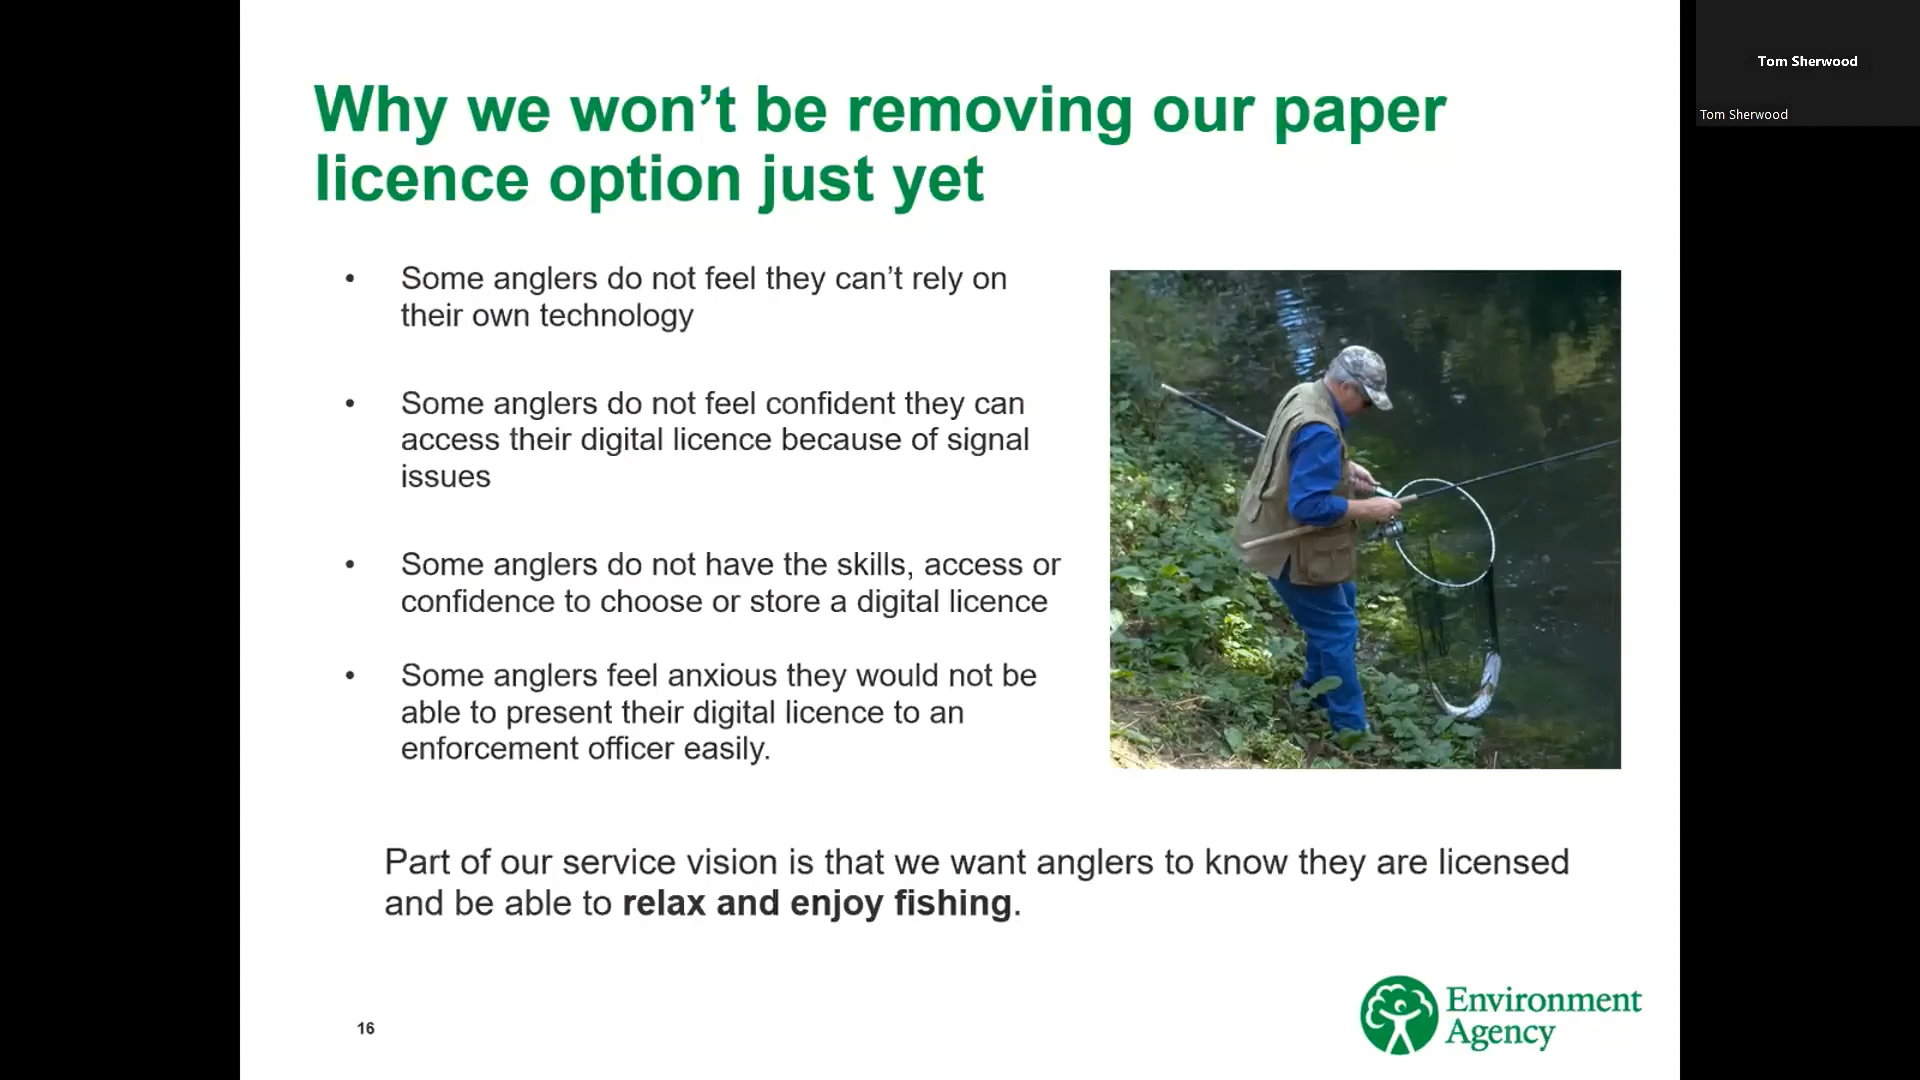 Why we won’t be removing our paper
licence option just yet
• Some anglers do not feel they can’t rely on
their own technology
• Some anglers do not feel confident they can
access their digital licence because of signal
issues
• Some anglers do not have the skills, access or
confidence to choose or store a digital licence
• Some anglers feel anxious they would not be
able to present their digital licence to an
enforcement officer easily.
Part of our service vision is that we want anglers to know they are licensed
and be able to relax and enjoy fishing.
16
Environment
Agency
Tom Sherwood
Tom Sherwood